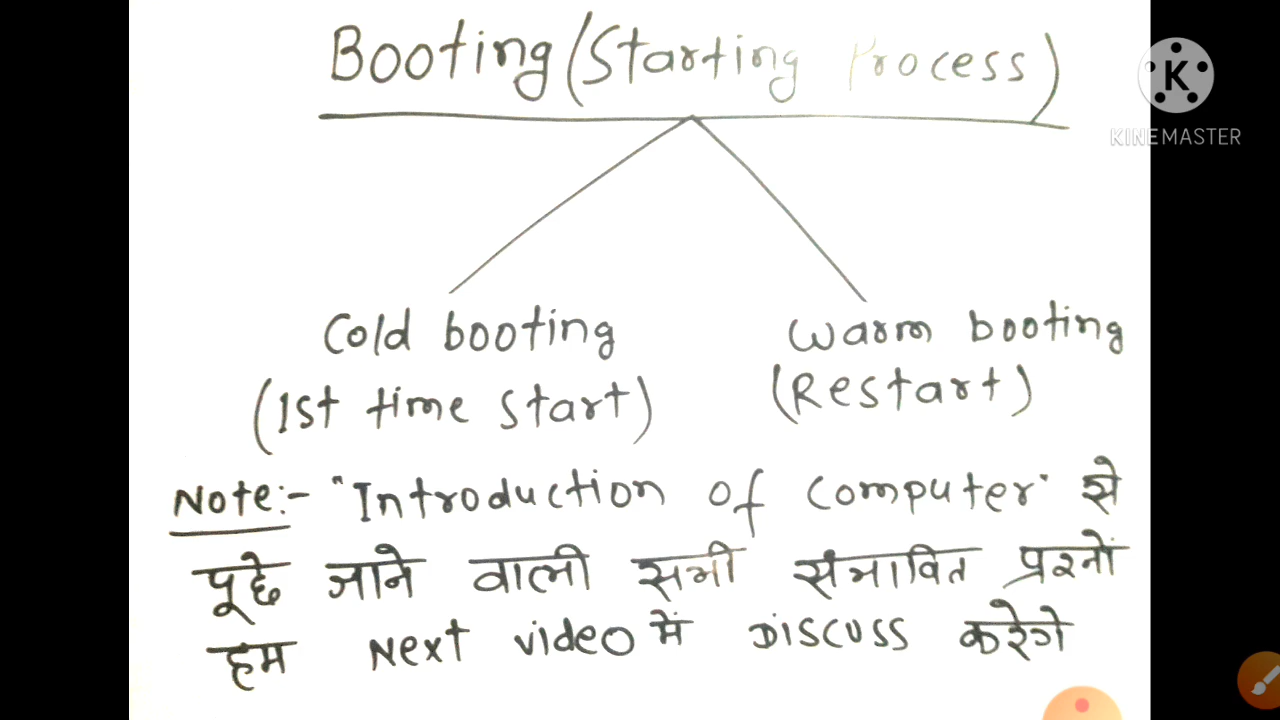 Booting (Starting Process)
Cold booting
(1st time start)
Warm booting
(Restart)
Note:- "Introduction of Computer" से
पूछे जाने वाली सभी संभावित प्रश्नों
हम Next video में DISCUSS करेगे
K
KINEMASTER